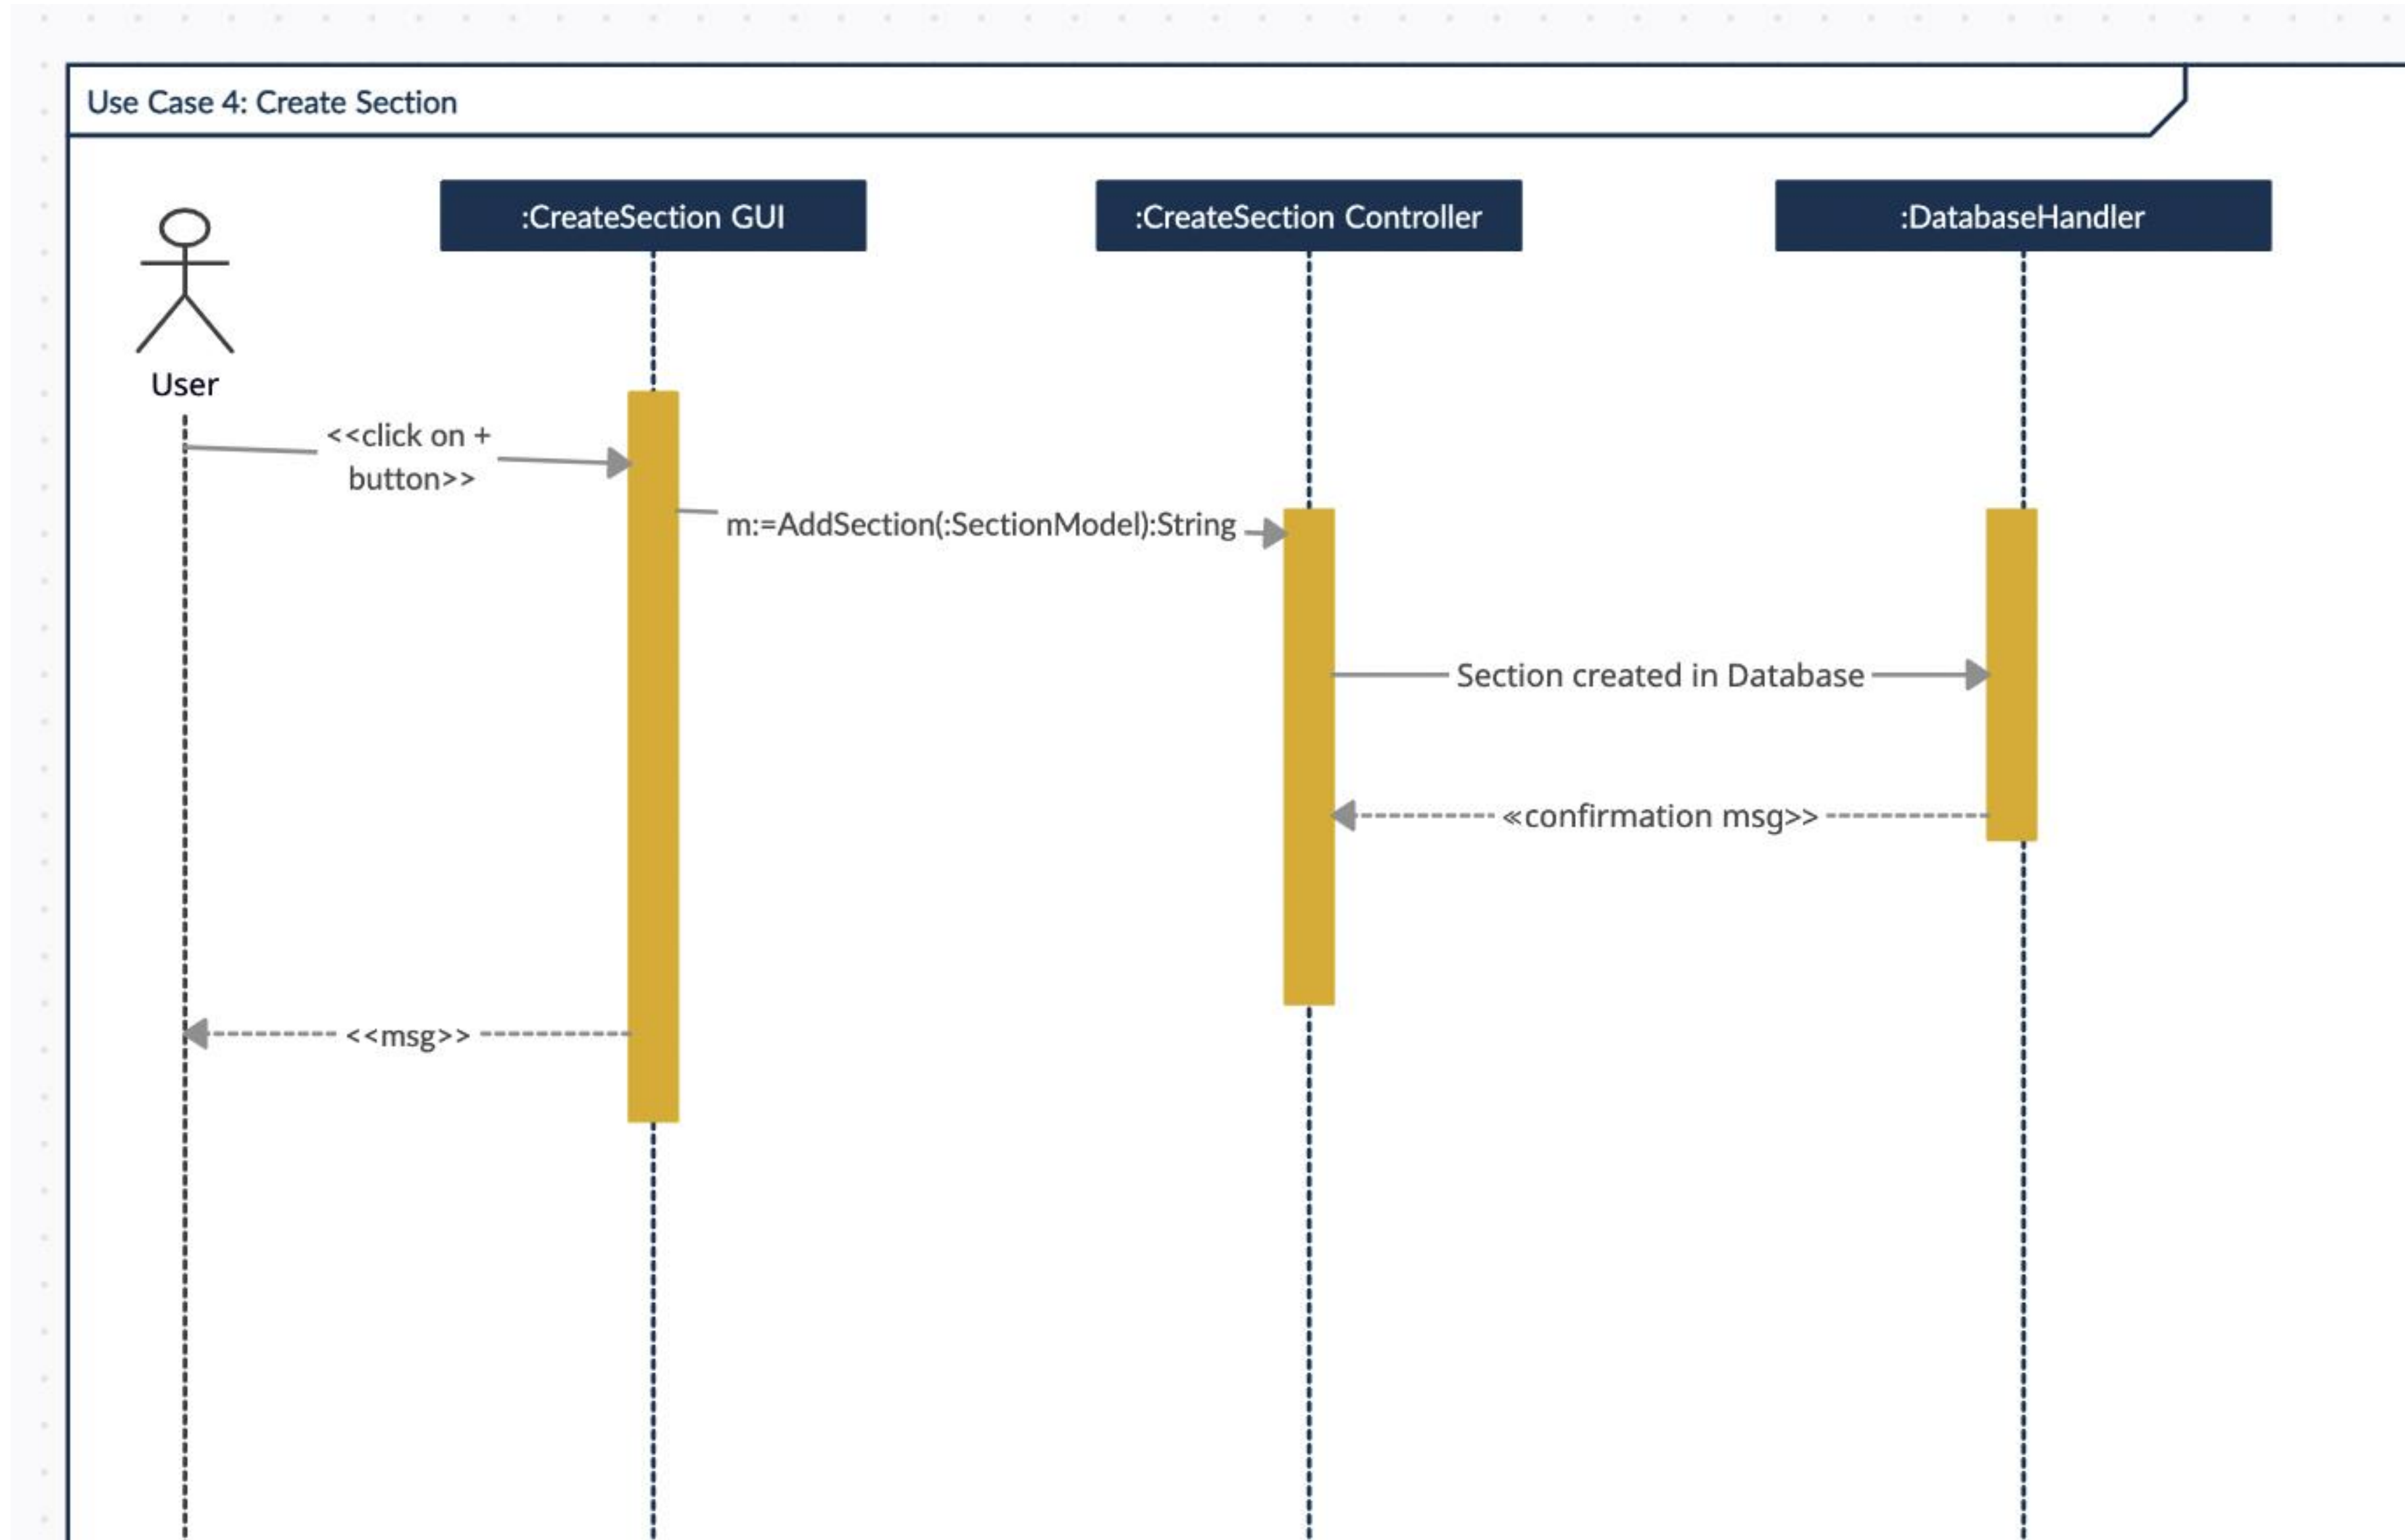 Use Case 4: Create Section
:CreateSection GUI
:CreateSection Controller
:DatabaseHandler
User
<<click on +
button>>
m:=AddSection(:SectionModel):String
Section created in Database
«confirmation msg>>
<<msg>>